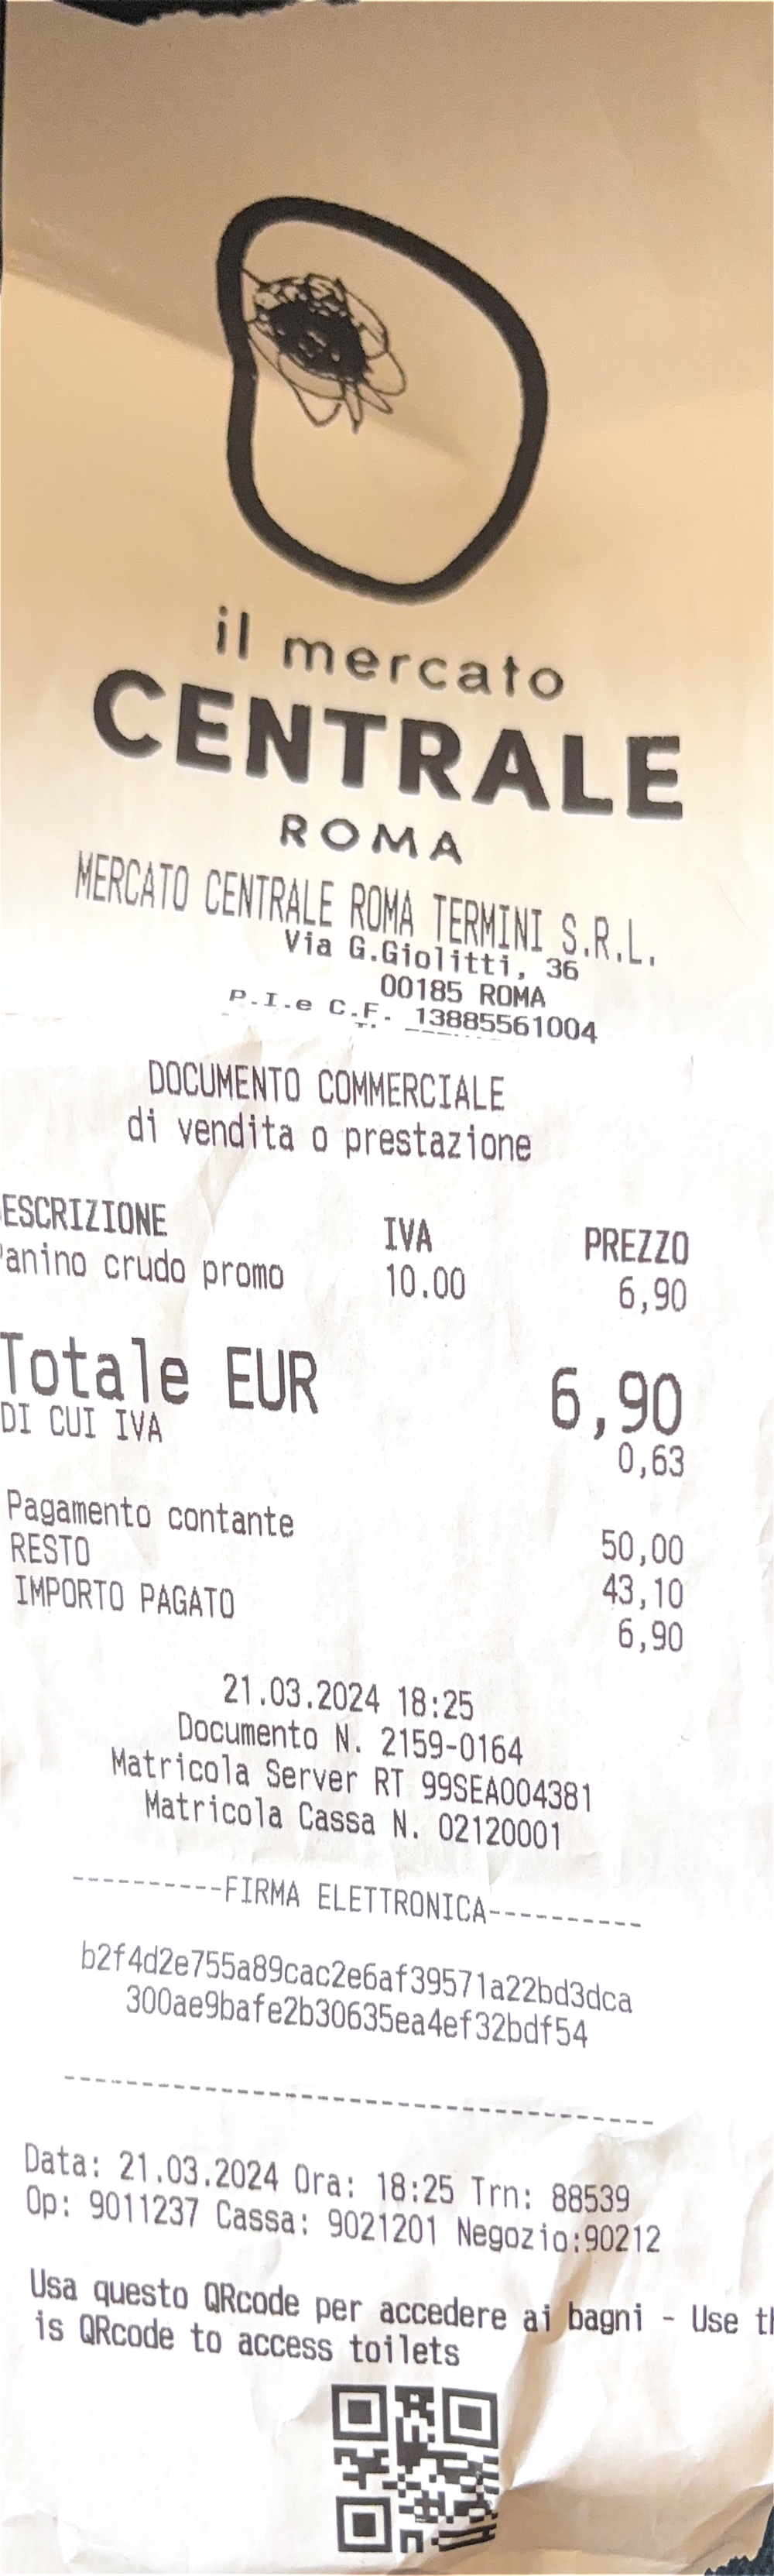 il mercato
CENTRALE
ROMA
MERCATO CENTRALE ROMA TERMINI S.R.L.
Via G.Giolitti, 36
00185 ROMA
P.I.e C.F. 13885561004
DOCUMENTO COMMERCIALE
di vendita o prestazione
ESCRIZIONE IVA PREZZO
anino crudo promo 10.00 6,90
Totale EUR 6,90
DI CUI IVA 0,63
Pagamento contante 50,00
RESTO 43,10
IMPORTO PAGATO 6,90
21.03.2024 18:25
Documento N. 2159-0164
Matricola Server RT 99SEA004381
Matricola Cassa N. 02120001
----------FIRMA ELETTRONICA----------
b2f4d2e755a89cac2e6af39571a22bd3dca
300ae9bafe2b30635ea4ef32bdf54
Data: 21.03.2024 Ora: 18:25 Trn: 88539
Op: 9011237 Cassa: 9021201 Negozio:90212
Usa questo QRcode per accedere ai bagni - Use th
is QRcode to access toilets